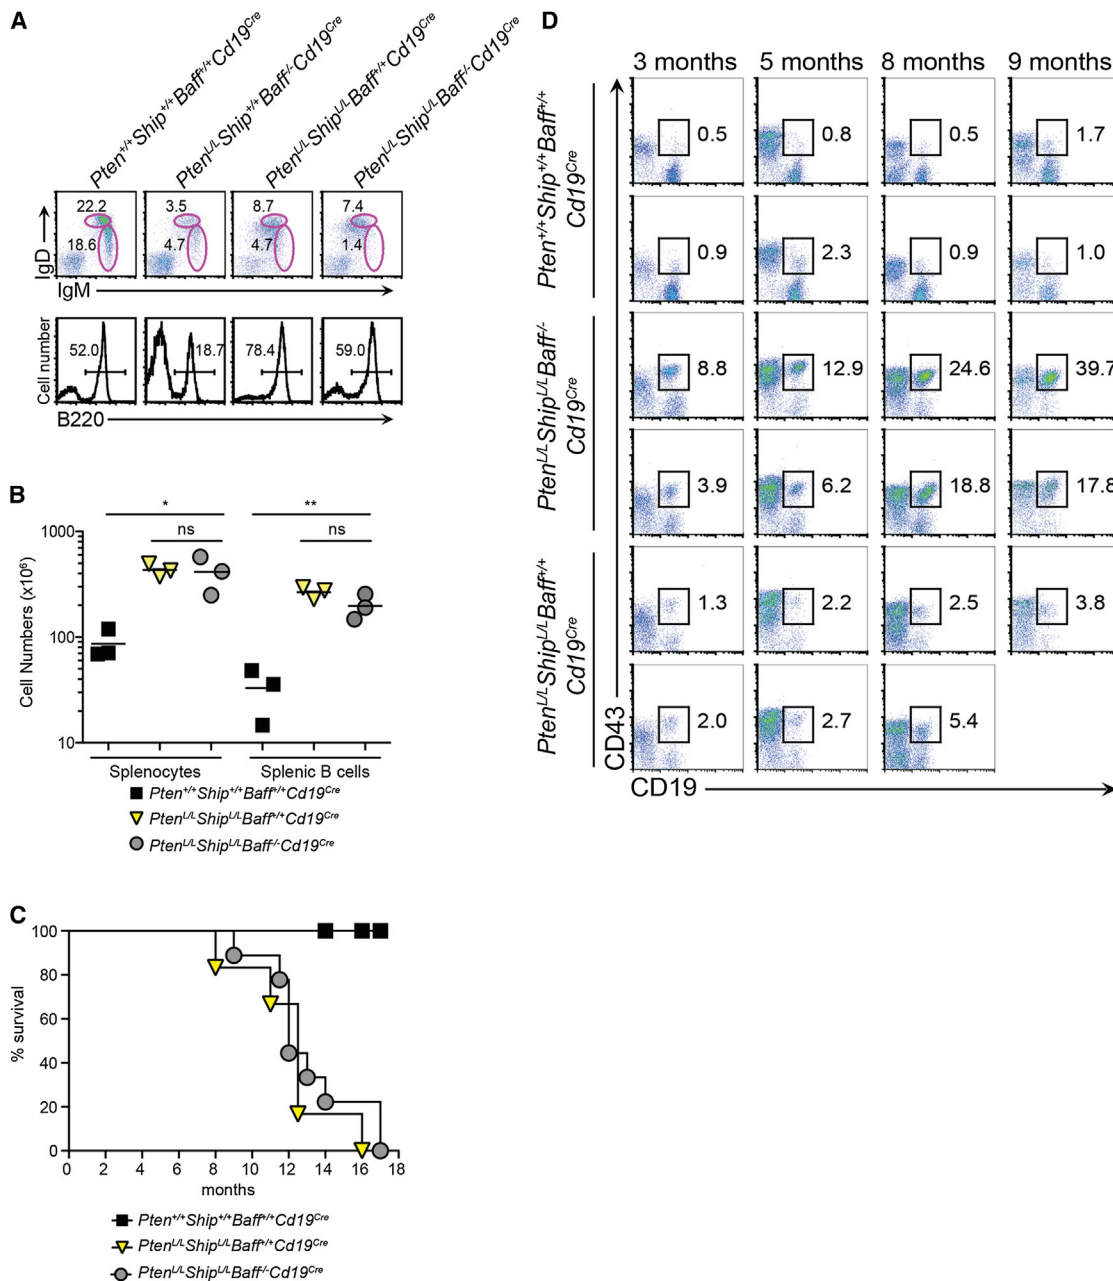 A
Pten+/+Ship+/+Baff+/+Cd19Cre
PtenL/LShip+/+Baff-/-Cd19Cre
PtenL/LShipL/LBaff+/+Cd19Cre
PtenL/LShipL/LBaff-/-Cd19Cre
IgD
22.2
18.6
3.5
4.7
8.7
4.7
7.4
1.4
IgM
Cell number
52.0
18.7
78.4
59.0
B220
B
* **
ns ns
Cell Numbers (x10⁶)
1000
100
10
Splenocytes Splenic B cells
Pten+/+Ship+/+Baff+/+Cd19Cre
PtenL/LShipL/LBaff+/+Cd19Cre
PtenL/LShipL/LBaff-/-Cd19Cre
C
% survival
100
80
60
40
20
0
0 2 4 6 8 10 12 14 16 18
months
Pten+/+Ship+/+Baff+/+Cd19Cre
PtenL/LShipL/LBaff+/+Cd19Cre
PtenL/LShipL/LBaff-/-Cd19Cre
D
3 months 5 months 8 months 9 months
Pten+/+Ship+/+Baff+/+
Cd19Cre
0.5 0.8 0.5 1.7
0.9 2.3 0.9 1.0
PtenL/LShipL/LBaff-/-
Cd19Cre
8.8 12.9 24.6 39.7
3.9 6.2 18.8 17.8
PtenL/LShipL/LBaff+/+
Cd19Cre
1.3 2.2 2.5 3.8
2.0 2.7 5.4
CD43
CD19